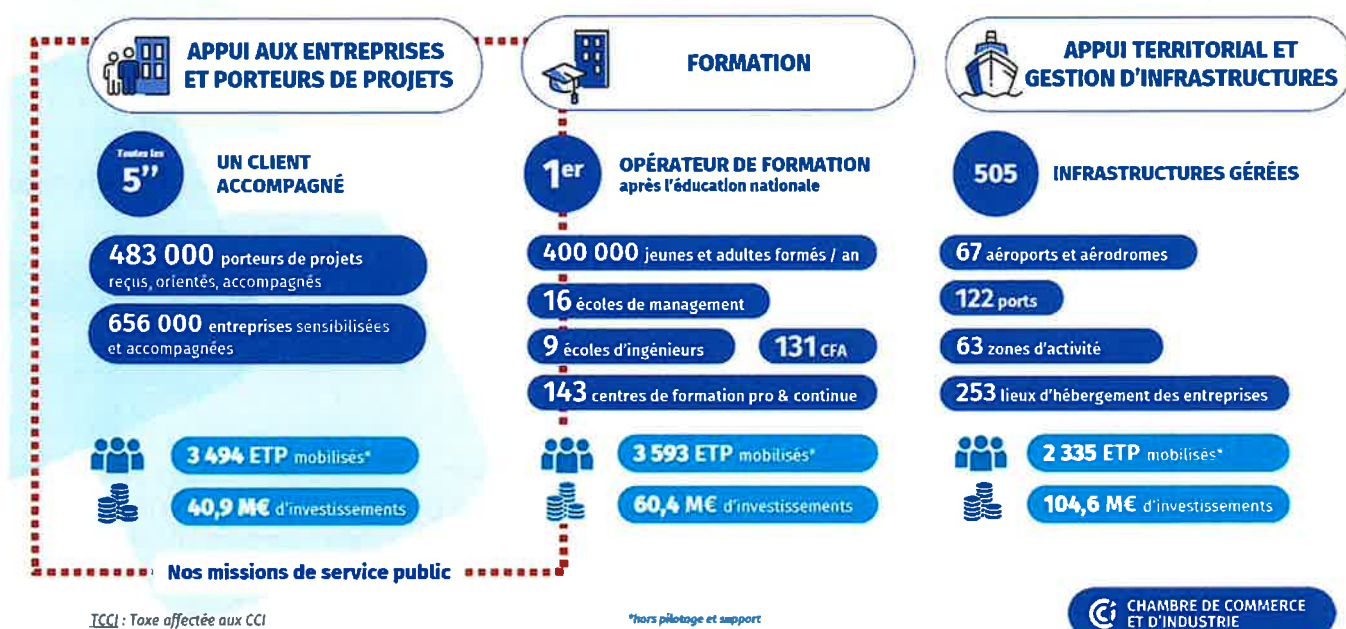 APPUI AUX ENTREPRISES
ET PORTEURS DE PROJETS
Toutes les
5’’
UN CLIENT
ACCOMPAGNÉ
483 000 porteurs de projets
reçus, orientés, accompagnés
656 000 entreprises sensibilisées
et accompagnées
3 494 ETP mobilisés*
40,9 M€ d'investissements
FORMATION
1er
OPÉRATEUR DE FORMATION
après l'éducation nationale
400 000 jeunes et adultes formés / an
16 écoles de management
9 écoles d'ingénieurs
131 CFA
143 centres de formation pro & continue
3 593 ETP mobilisés*
60,4 M€ d'investissements
APPUI TERRITORIAL ET
GESTION D'INFRASTRUCTURES
505
INFRASTRUCTURES GÉRÉES
67 aéroports et aérodromes
122 ports
63 zones d'activité
253 lieux d'hébergement des entreprises
2 335 ETP mobilisés*
104,6 M€ d'investissements
Nos missions de service public
TCCI : Taxe affectée aux CCI
*hors pilotage et support
CHAMBRE DE COMMERCE
ET D'INDUSTRIE